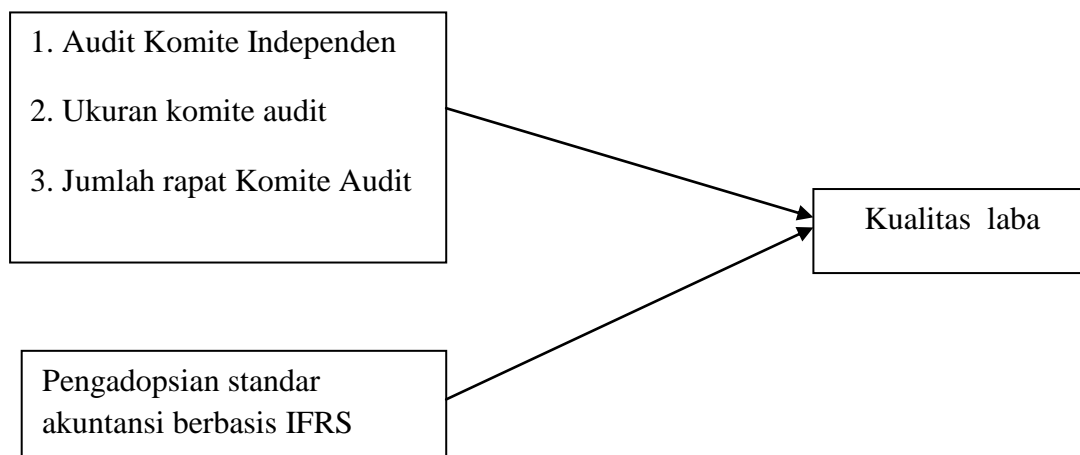 1. Audit Komite Independen
2. Ukuran komite audit
3. Jumlah rapat Komite Audit
Kualitas laba
Pengadopsian standar
akuntansi berbasis IFRS